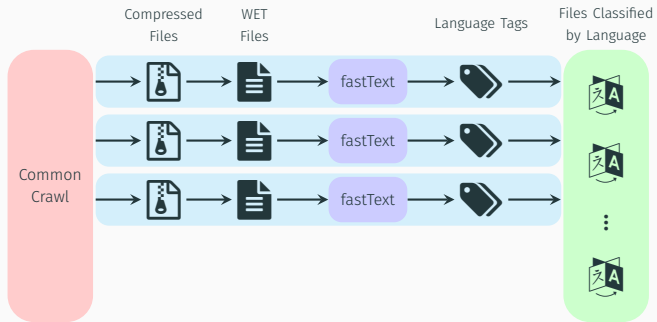 Compressed
Files
WET
Files
Language Tags
Files Classified
by Language
Common
Crawl
fastText
fastText
fastText